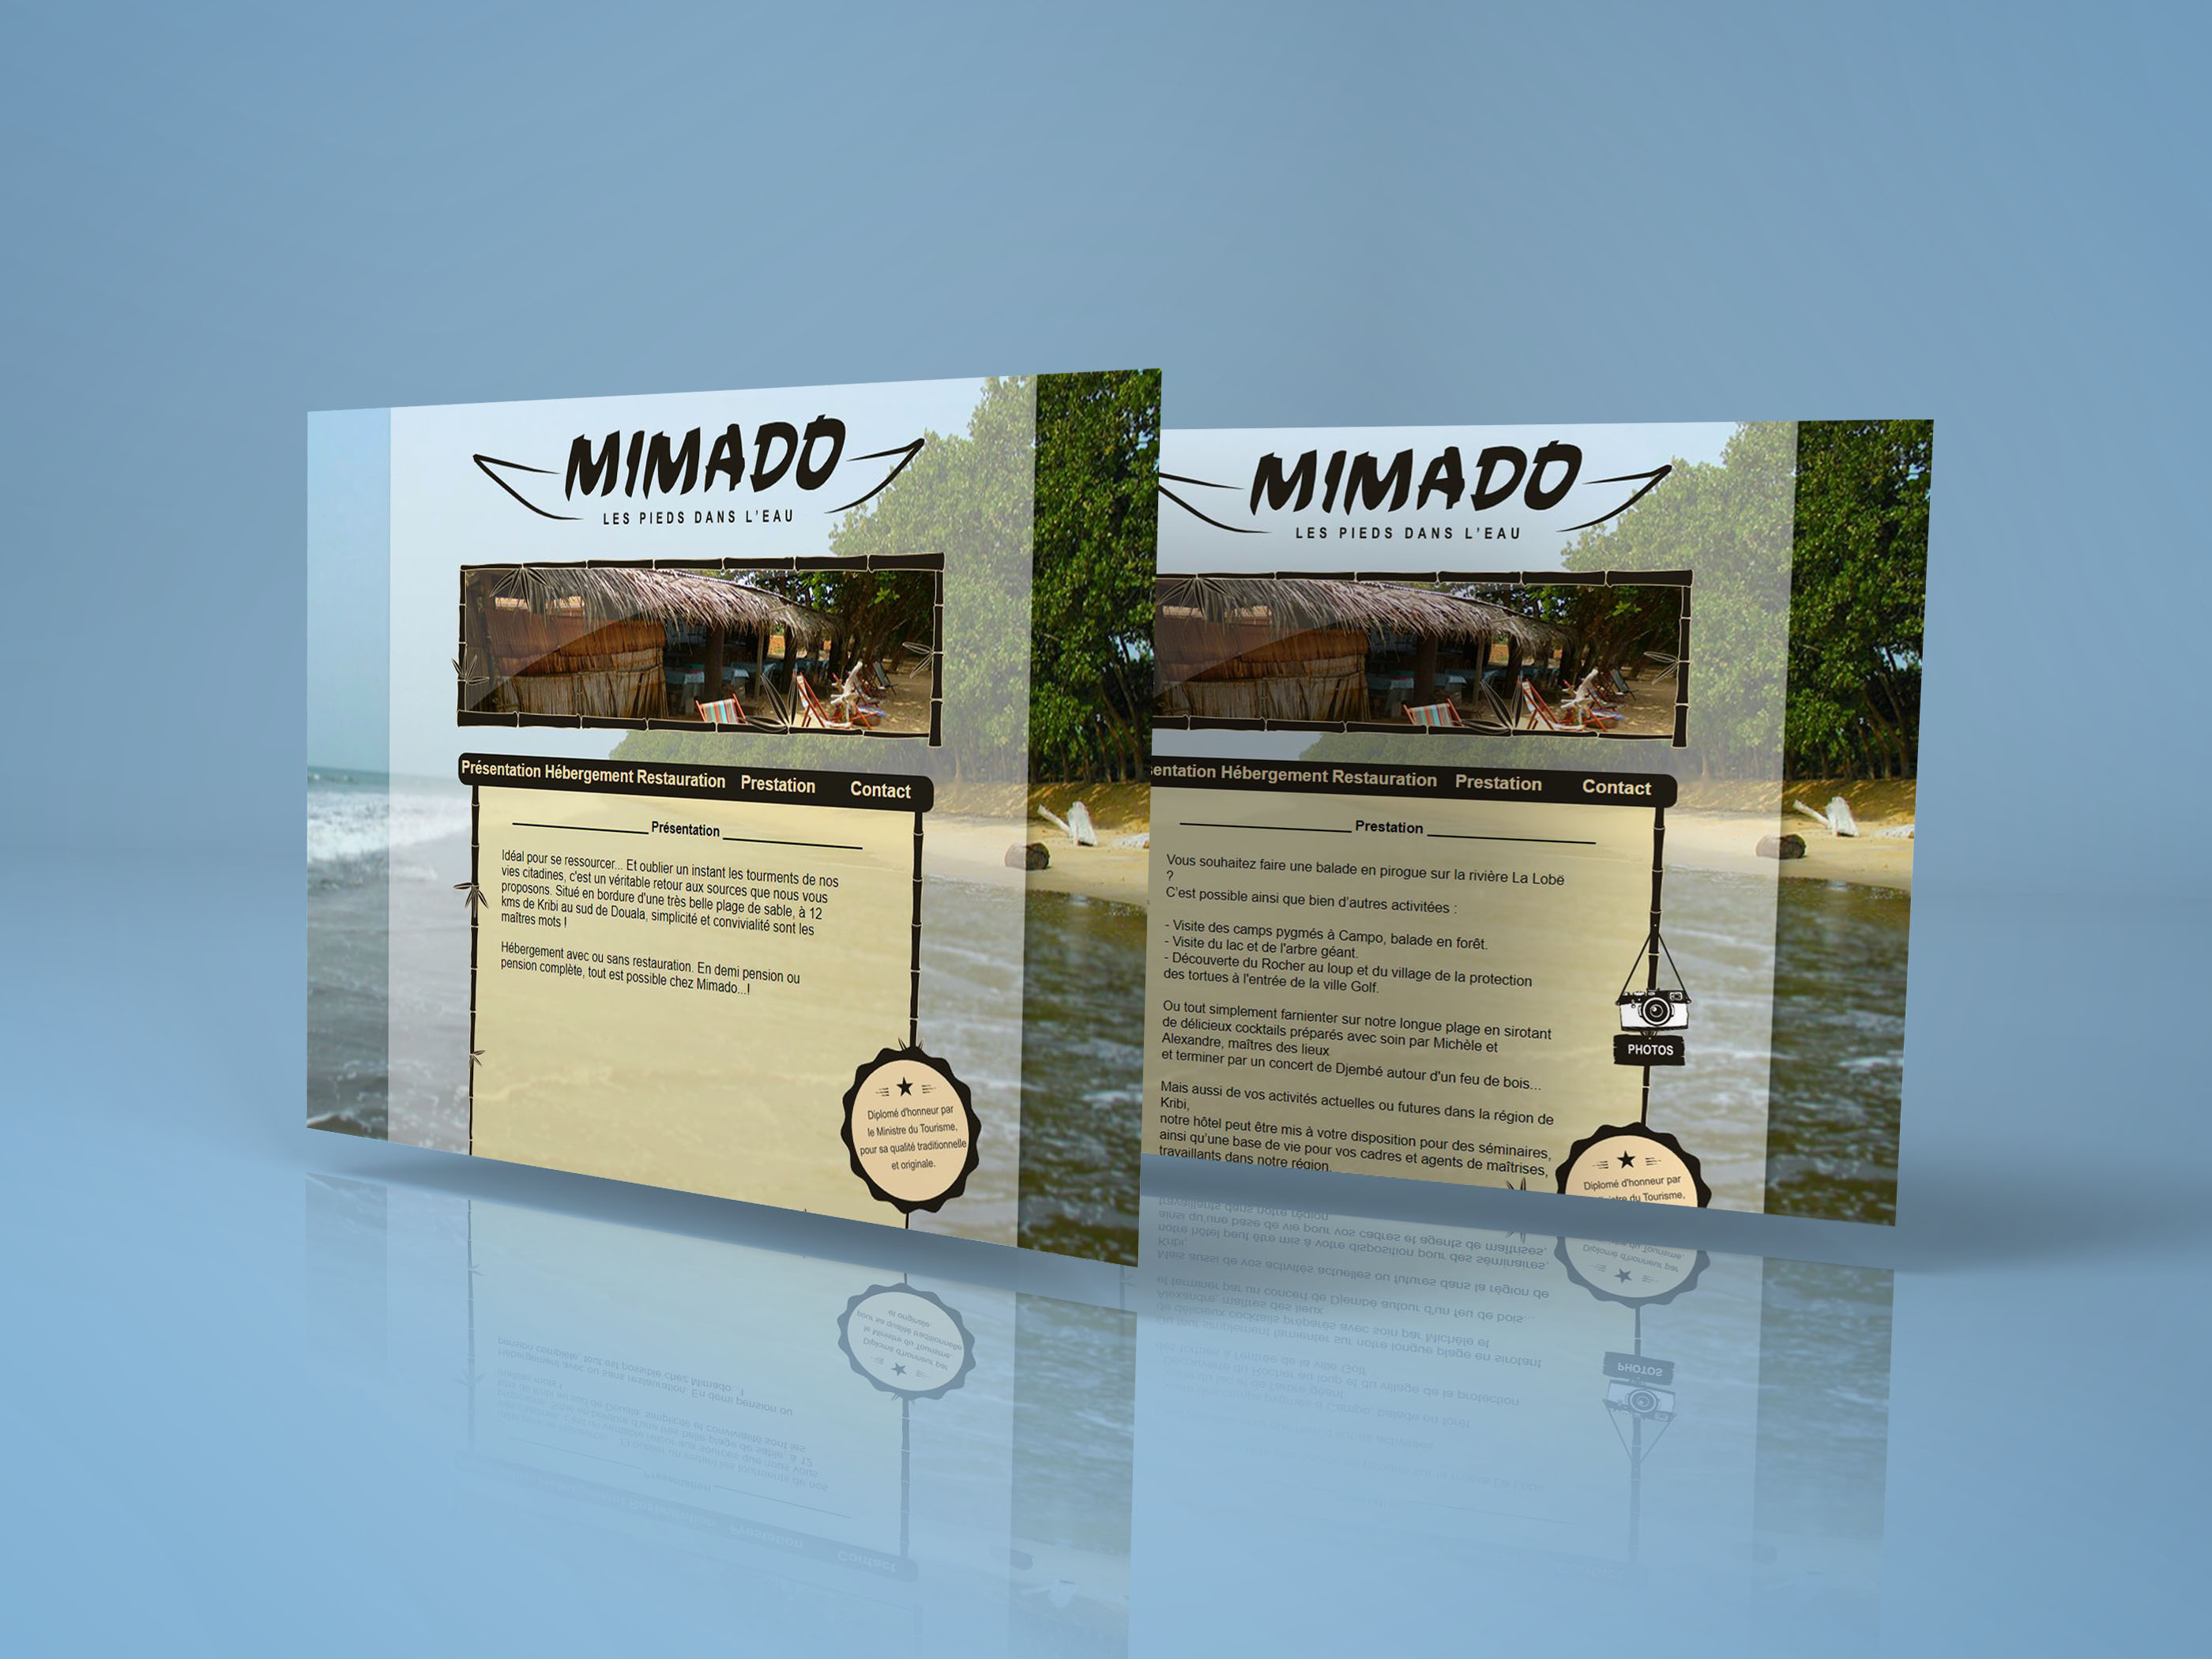 MIMADO
LES PIEDS DANS L'EAU
Présentation Hébergement Restauration Prestation Contact
Présentation
Idéal pour se ressourcer... Et oublier un instant les tourments de nos
vies citadines, c'est un véritable retour aux sources que nous vous
proposons. Situé en bordure d'une très belle plage de sable, à 12
kms de Kribi au sud de Douala, simplicité et convivialité sont les
maîtres mots !
Hébergement avec ou sans restauration. En demi pension ou
pension complète, tout est possible chez Mimado...!
Diplomé d'honneur par
le Ministre du Tourisme,
pour sa qualité traditionnelle
et originale.
MIMADO
LES PIEDS DANS L'EAU
sentation Hébergement Restauration Prestation Contact
Prestation
Vous souhaitez faire une balade en pirogue sur la rivière La Lobë
?
C'est possible ainsi que bien d'autres activitées :
- Visite des camps pygmés à Campo, balade en forêt.
- Visite du lac et de l'arbre géant.
- Découverte du Rocher au loup et du village de la protection
des tortues à l'entrée de la ville Golf.
Ou tout simplement farnienter sur notre longue plage en sirotant
de délicieux cocktails préparés avec soin par Michèle et
Alexandre, maîtres des lieux
et terminer par un concert de Djembé autour d'un feu de bois...
Mais aussi de vos activités actuelles ou futures dans la région de
Kribi,
notre hôtel peut être mis à votre disposition pour des séminaires,
ainsi qu'une base de vie pour vos cadres et agents de maîtrises,
travaillants dans notre région.
PHOTOS
Diplomé d'honneur par
du Tourisme,